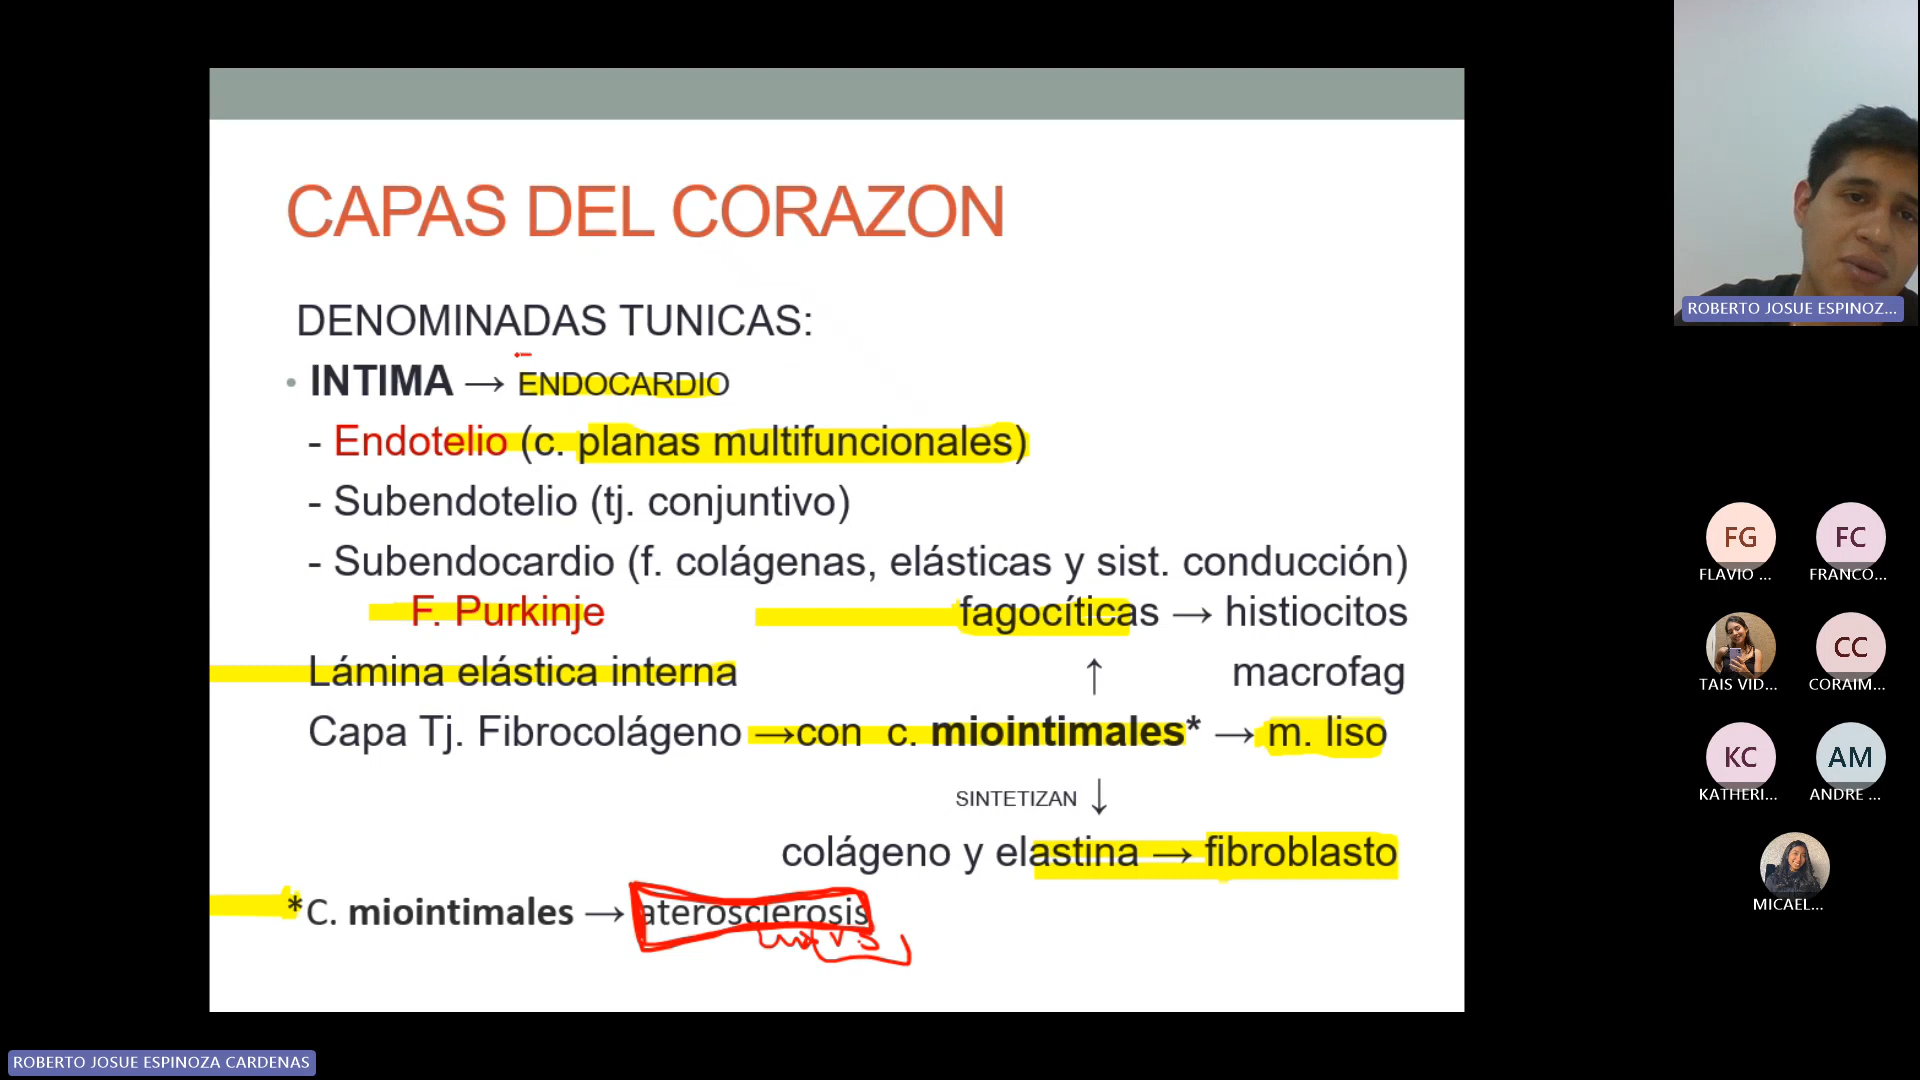 CAPAS DEL CORAZON
DENOMINADAS TUNICAS:
• INTIMA → ENDOCARDIO
- Endotelio (c. planas multifuncionales)
- Subendotelio (tj. conjuntivo)
- Subendocardio (f. colágenas, elásticas y sist. conducción)
F. Purkinje fagocíticas → histiocitos
Lámina elástica interna ↑ macrofag
Capa Tj. Fibrocolágeno →con c. miointimales* → m. liso
SINTETIZAN ↓
colágeno y elastina → fibroblasto
*C. miointimales → aterosclerosis
ROBERTO JOSUE ESPINOZ...
FG FC
FLAVIO ... FRANCO...
CC
TAIS VID... CORAIM...
KC AM
KATHERI... ANDRE ...
MICAEL...
ROBERTO JOSUE ESPINOZA CARDENAS